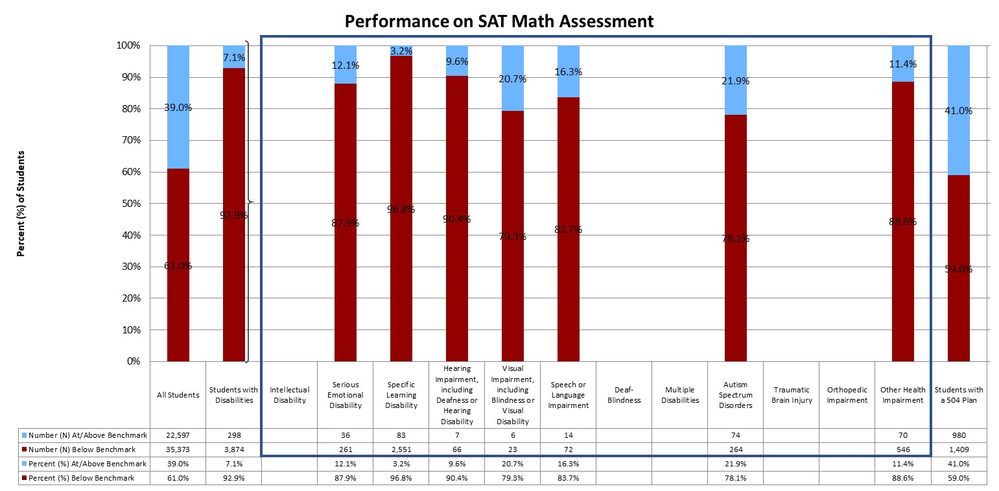 Performance on SAT Math Assessment
Percent (%) of Students
100%
90%
80%
70%
60%
50%
40%
30%
20%
10%
0%
39.0%
61.0%
7.1%
92.9%
12.1%
87.9%
3.2%
96.8%
9.6%
90.4%
20.7%
79.3%
16.3%
83.7%
21.9%
78.1%
11.4%
88.6%
41.0%
59.0%
All Students
Students with
Disabilities
Intellectual
Disability
Serious
Emotional
Disability
Specific
Learning
Disability
Hearing
Impairment,
including
Deafness or
Hearing
Disability
Visual
Impairment,
including
Blindness or
Visual
Disability
Speech or
Language
Impairment
Deaf-
Blindness
Multiple
Disabilities
Autism
Spectrum
Disorders
Traumatic
Brain Injury
Orthopedic
Impairment
Other Health
Impairment
Students with
a 504 Plan
Number (N) At/Above Benchmark 22,597 298 36 83 7 6 14 74 70 980
Number (N) Below Benchmark 35,373 3,874 261 2,551 66 23 72 264 546 1,409
Percent (%) At/Above Benchmark 39.0% 7.1% 12.1% 3.2% 9.6% 20.7% 16.3% 21.9% 11.4% 41.0%
Percent (%) Below Benchmark 61.0% 92.9% 87.9% 96.8% 90.4% 79.3% 83.7% 78.1% 88.6% 59.0%